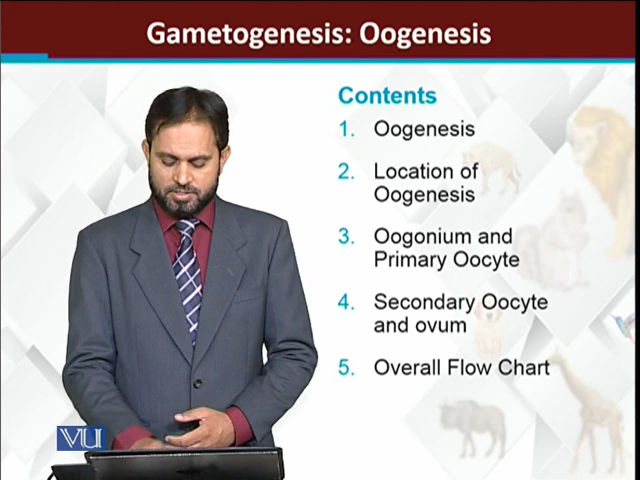 Gametogenesis: Oogenesis
Contents
1. Oogenesis
2. Location of
Oogenesis
3. Oogonium and
Primary Oocyte
4. Secondary Oocyte
and ovum
5. Overall Flow Chart
VU